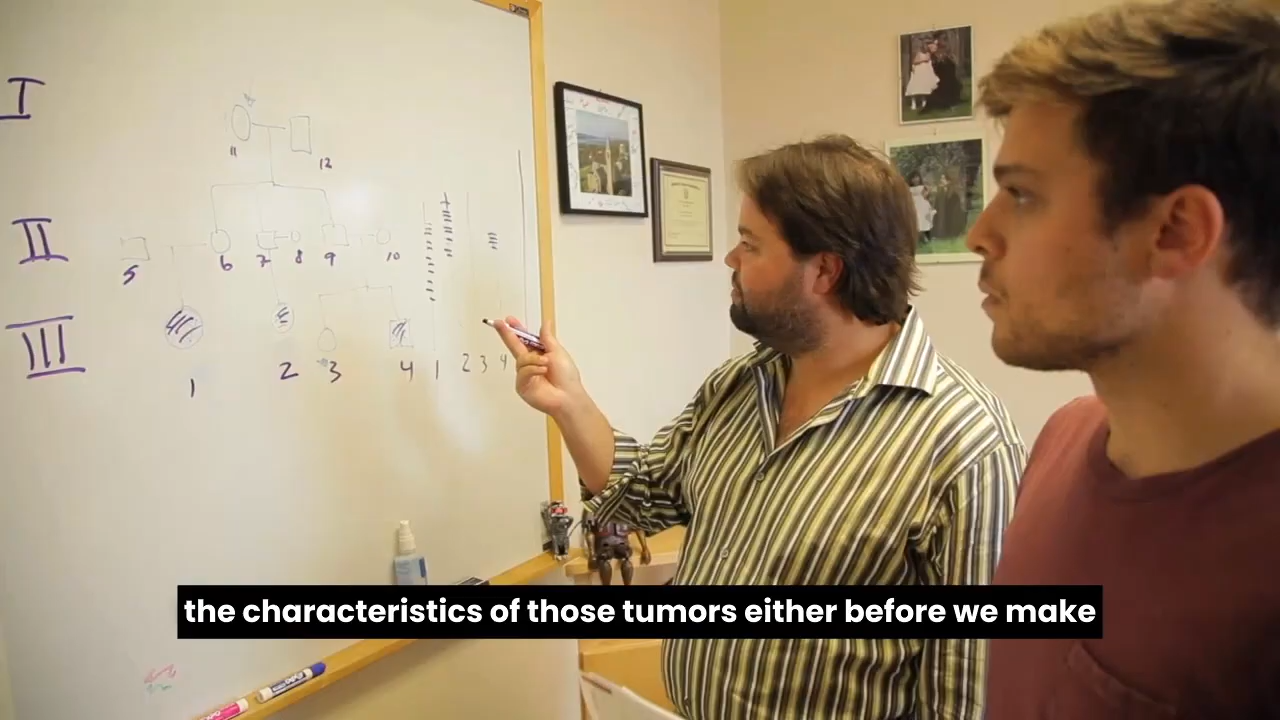 I
11 12
II
5 6 7 8 9 10
III
1 2 3 4 1 2 3 4
the characteristics of those tumors either before we make